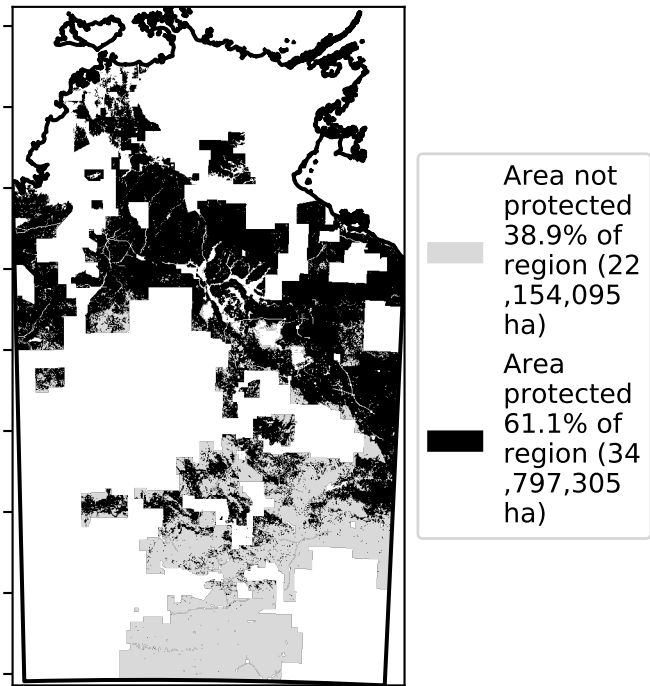 Area not
protected
38.9% of
region (22
,154,095
ha)
Area
protected
61.1% of
region (34
,797,305
ha)